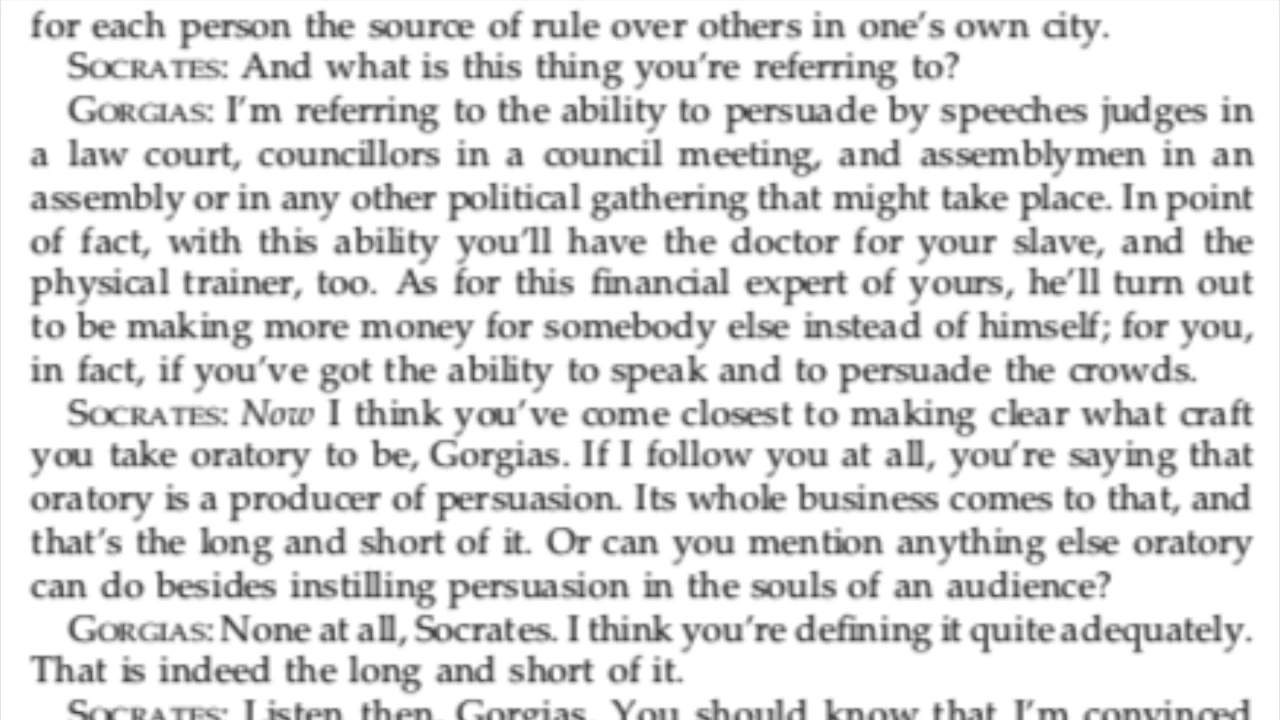 for each person the source of rule over others in one's own city.
SOCRATES: And what is this thing you're referring to?
GORGIAS: I'm referring to the ability to persuade by speeches judges in
a law court, councillors in a council meeting, and assemblymen in an
assembly or in any other political gathering that might take place. In point
of fact, with this ability you'll have the doctor for your slave, and the
physical trainer, too. As for this financial expert of yours, he'll turn out
to be making more money for somebody else instead of himself; for you,
in fact, if you've got the ability to speak and to persuade the crowds.
SOCRATES: Now I think you've come closest to making clear what craft
you take oratory to be, Gorgias. If I follow you at all, you're saying that
oratory is a producer of persuasion. Its whole business comes to that, and
that's the long and short of it. Or can you mention anything else oratory
can do besides instilling persuasion in the souls of an audience?
GORGIAS: None at all, Socrates. I think you're defining it quite adequately.
That is indeed the long and short of it.
SOCRATES: Listen then, Gorgias. You should know that I'm convinced